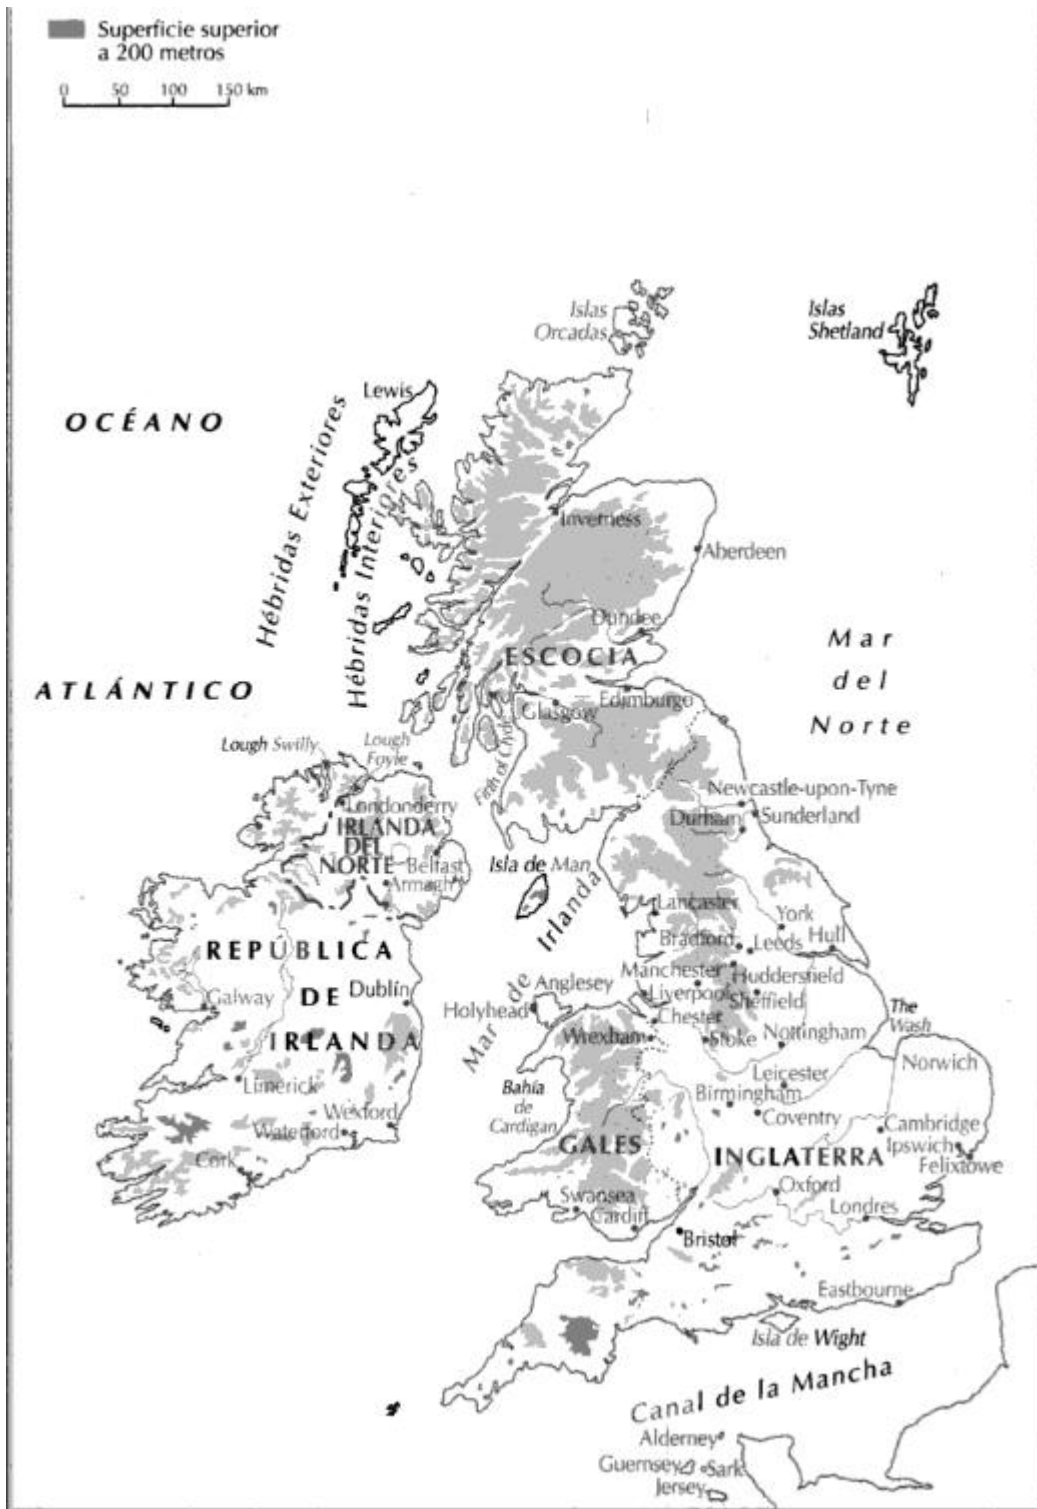 Superficie superior
a 200 metros
0 50 100 150 km
Islas
Orcadas
Islas
Shetland
Lewis
OCÉANO
Hébridas Exteriores
Hébridas Interiores
Inverness
Aberdeen
Dundee
Mar
del
Norte
ESCOCIA
ATLÁNTICO
Edimburgo
Glasgow
Firth of Clyde
Lough Swilly
Lough
Foyle
Newcastle-upon-Tyne
Londonderry
Durham
Sunderland
IRLANDA
DEL
NORTE
Belfast
Armagh
Isla de Man
Mar de Irlanda
Lancaster
York
Bradford
Leeds
Hull
REPÚBLICA
DE
IRLANDA
Manchester
Huddersfield
Anglesey
Liverpool
Sheffield
Galway
Dublín
Holyhead
Chester
The
Wash
Wrexham
Stoke
Nottingham
Norwich
Limerick
Bahía
de
Cardigan
Leicester
Birmingham
Coventry
Wexford
Waterford
Cambridge
Ipswich
Felixtowe
GALES
INGLATERRA
Cork
Swansea
Oxford
Cardiff
Londres
Bristol
Eastbourne
Isla de Wight
Canal de la Mancha
Alderney
Guernsey
Sark
Jersey